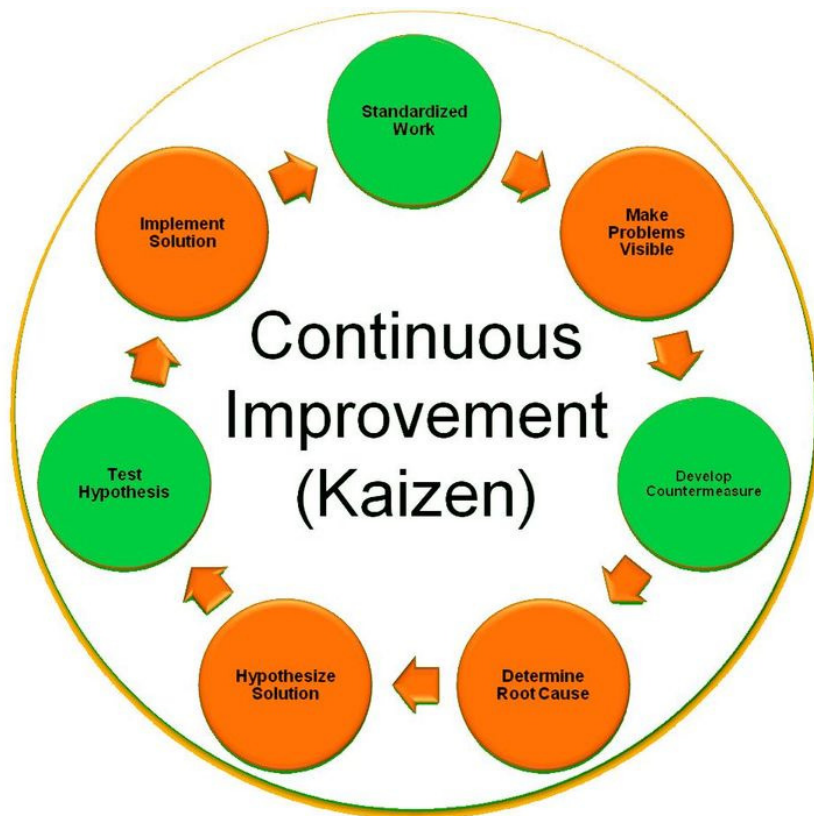 Standardized
Work
Make
Problems
Visible
Develop
Countermeasure
Determine
Root Cause
Hypothesize
Solution
Test
Hypothesis
Implement
Solution
Continuous
Improvement
(Kaizen)